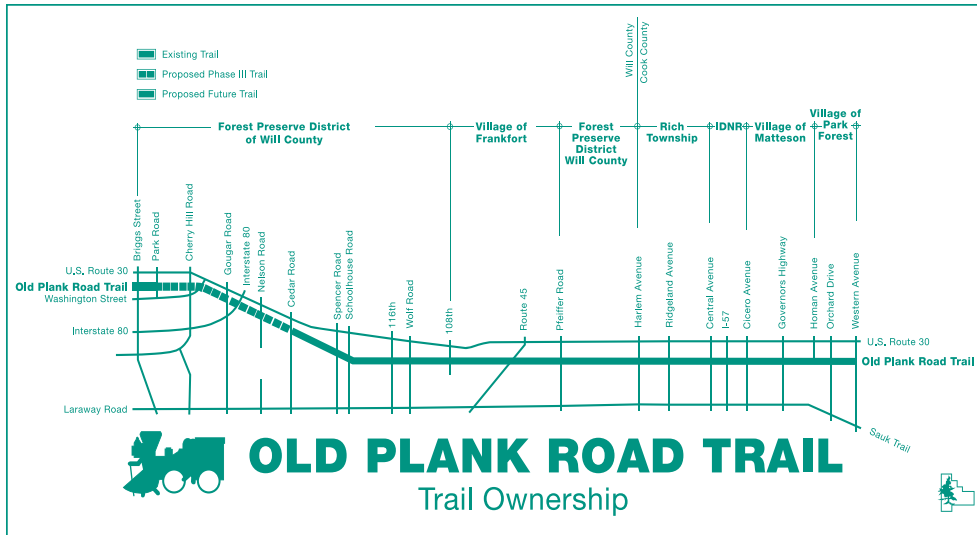 Existing Trail
Proposed Phase III Trail
Proposed Future Trail
Will County
Cook County
Forest Preserve District
of Will County
Village of
Frankfort
Forest
Preserve
District
Will County
Rich
Township
IDNR
Village of
Matteson
Village of
Park
Forest
Briggs Street
Park Road
Cherry Hill Road
Gougar Road
Interstate 80
Nelson Road
Cedar Road
Spencer Road
Schoolhouse Road
116th
Wolf Road
108th
Route 45
Pfeiffer Road
Harlem Avenue
Ridgeland Avenue
Central Avenue
I-57
Cicero Avenue
Governors Highway
Homan Avenue
Orchard Drive
Western Avenue
U.S. Route 30
Old Plank Road Trail
Washington Street
Interstate 80
Laraway Road
U.S. Route 30
Old Plank Road Trail
Sauk Trail
OLD PLANK ROAD TRAIL
Trail Ownership